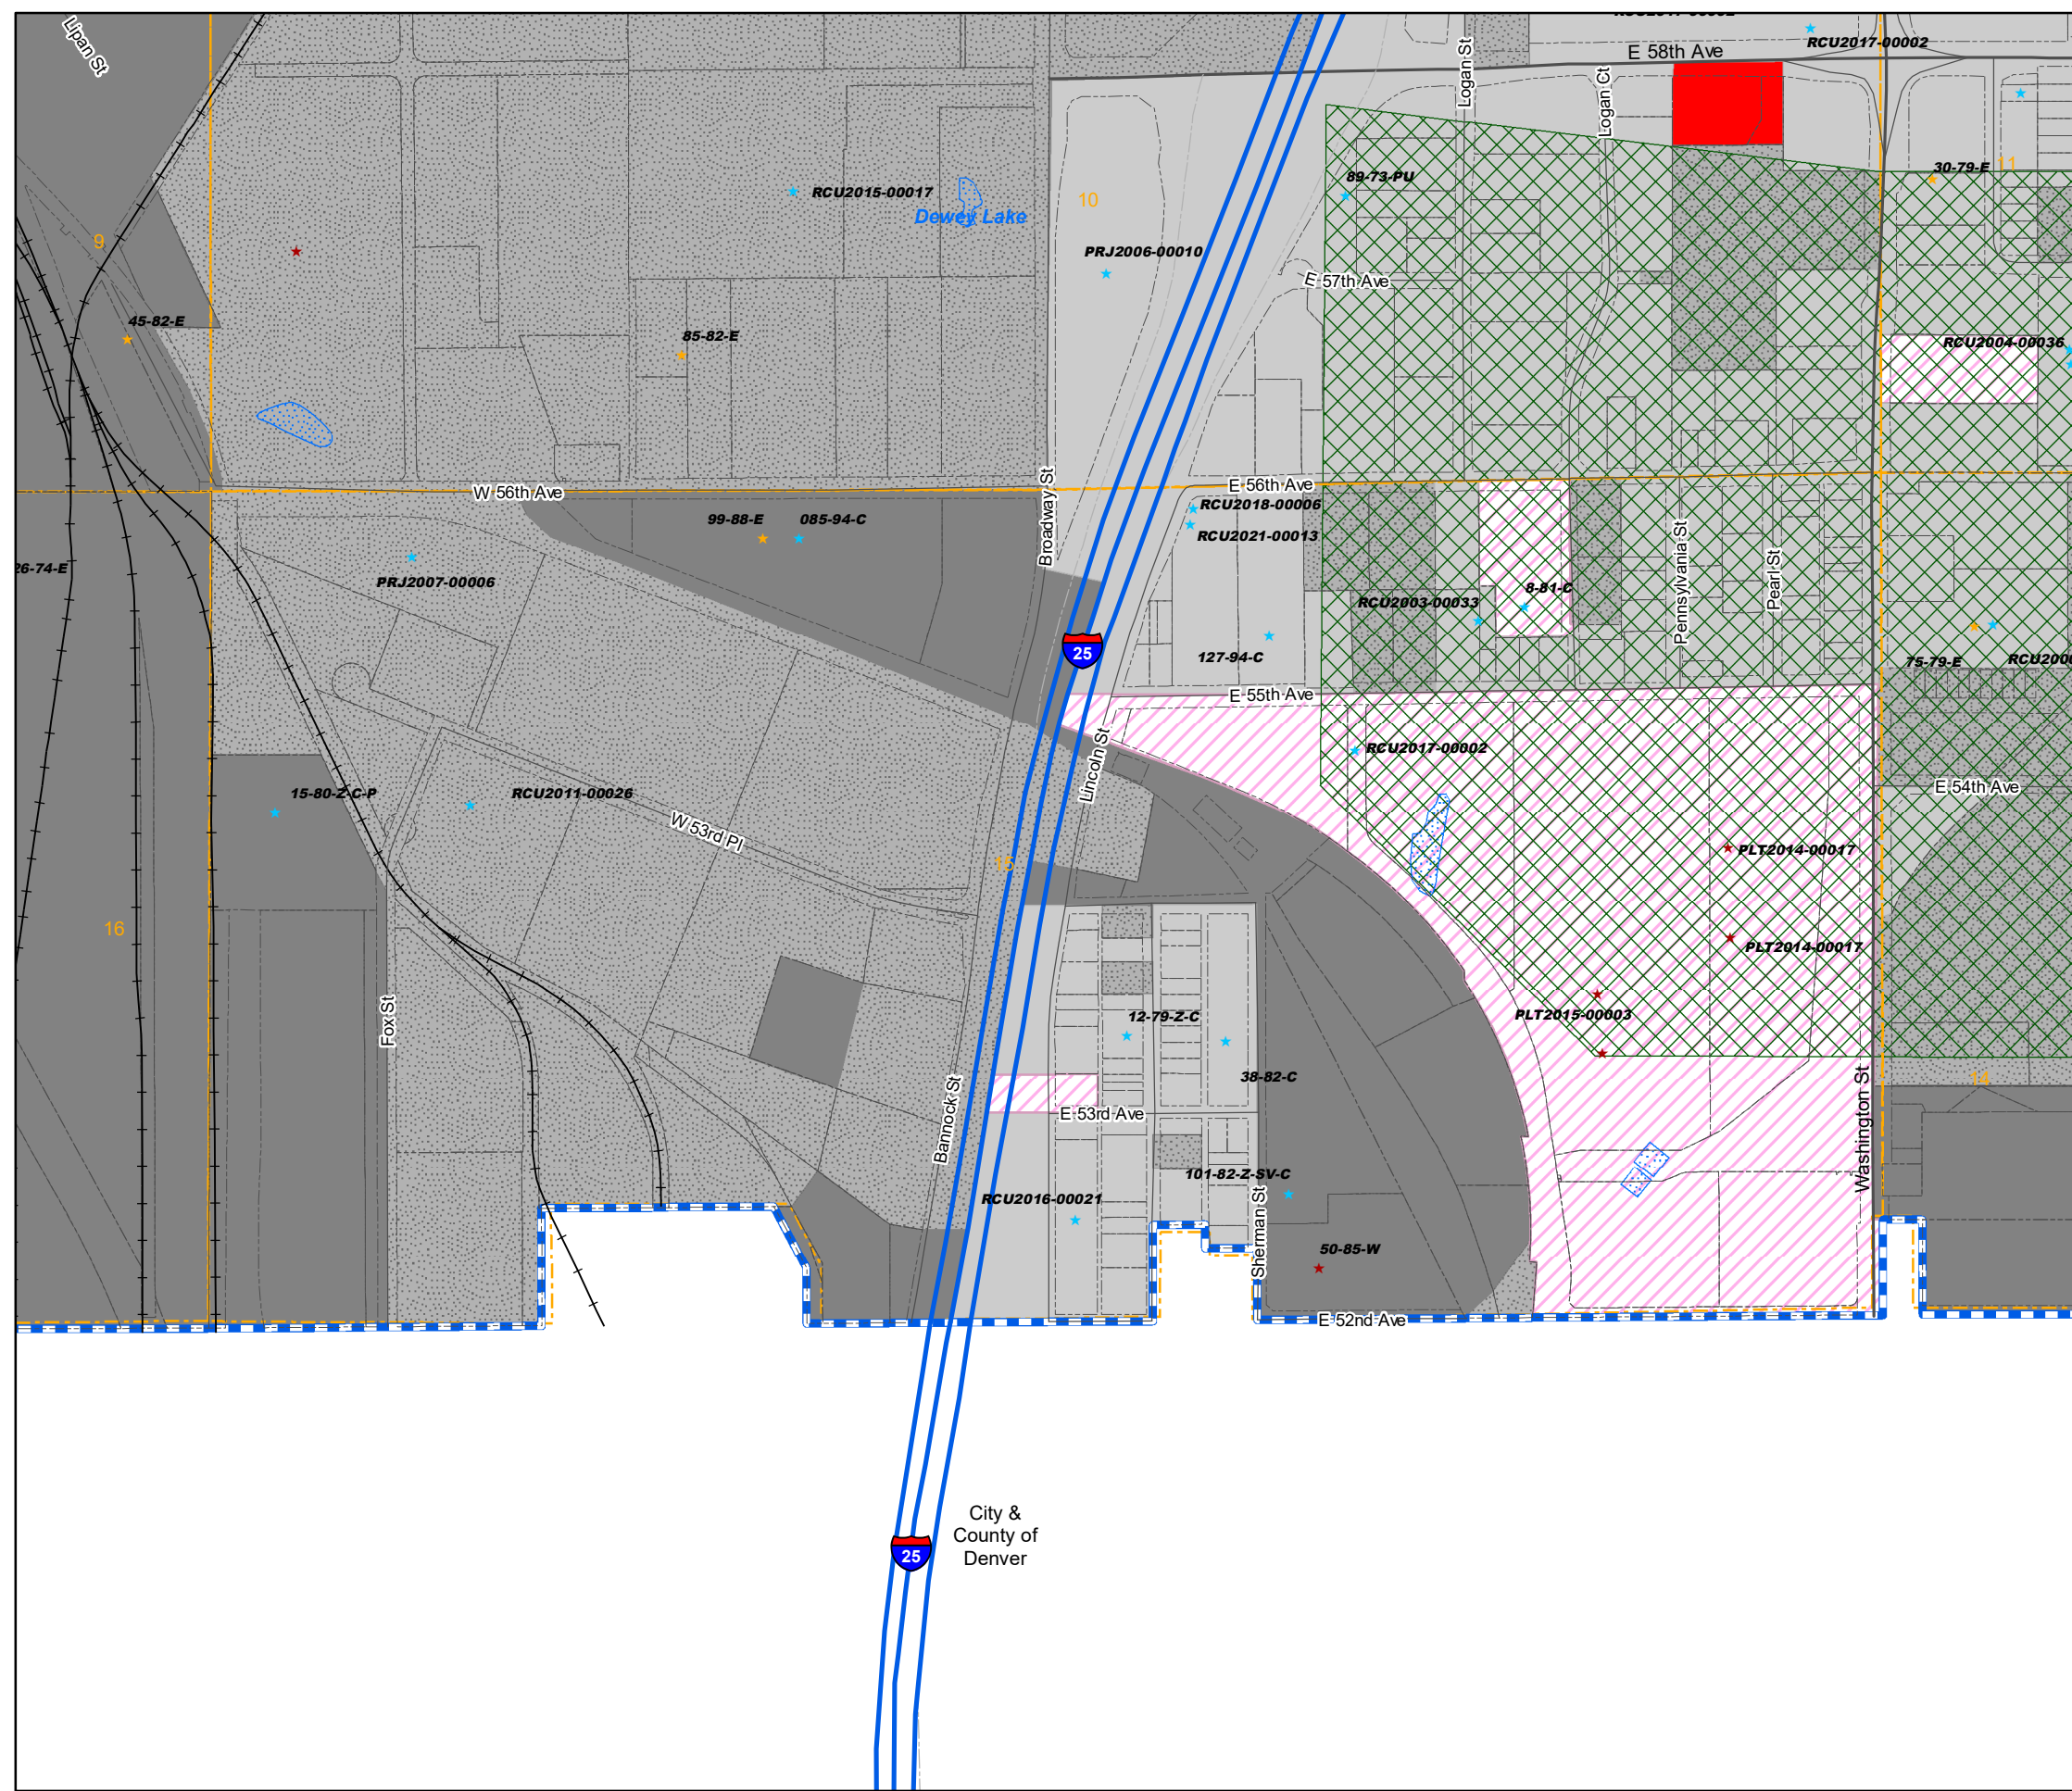 Lipan St
E 58th Ave
RCU2017-00002
Logan St
Logan Ct
30-79-E
11
89-73-PU
RCU2015-00017
Dewey Lake
10
9
PRJ2006-00010
E 57th Ave
45-82-E
85-82-E
RCU2004-00036
W 56th Ave
Broadway St
E 56th Ave
RCU2018-00006
99-88-E
085-94-C
RCU2021-00013
26-74-E
PRJ2007-00006
RCU2003-00033
8-81-C
Pennsylvania St
Pearl St
25
127-94-C
75-79-E
E 55th Ave
RCU2017-00002
Lincoln St
15-80-Z-C-P
RCU2011-00026
E 54th Ave
W 53rd Pl
15
PLT2014-00017
16
PLT2014-00017
Fox St
12-79-Z-C
PLT2015-00003
38-82-C
14
Bannock St
E 53rd Ave
Washington St
101-82-Z-SV-C
RCU2016-00021
Sherman St
50-85-W
E 52nd Ave
City &
County of
Denver
25